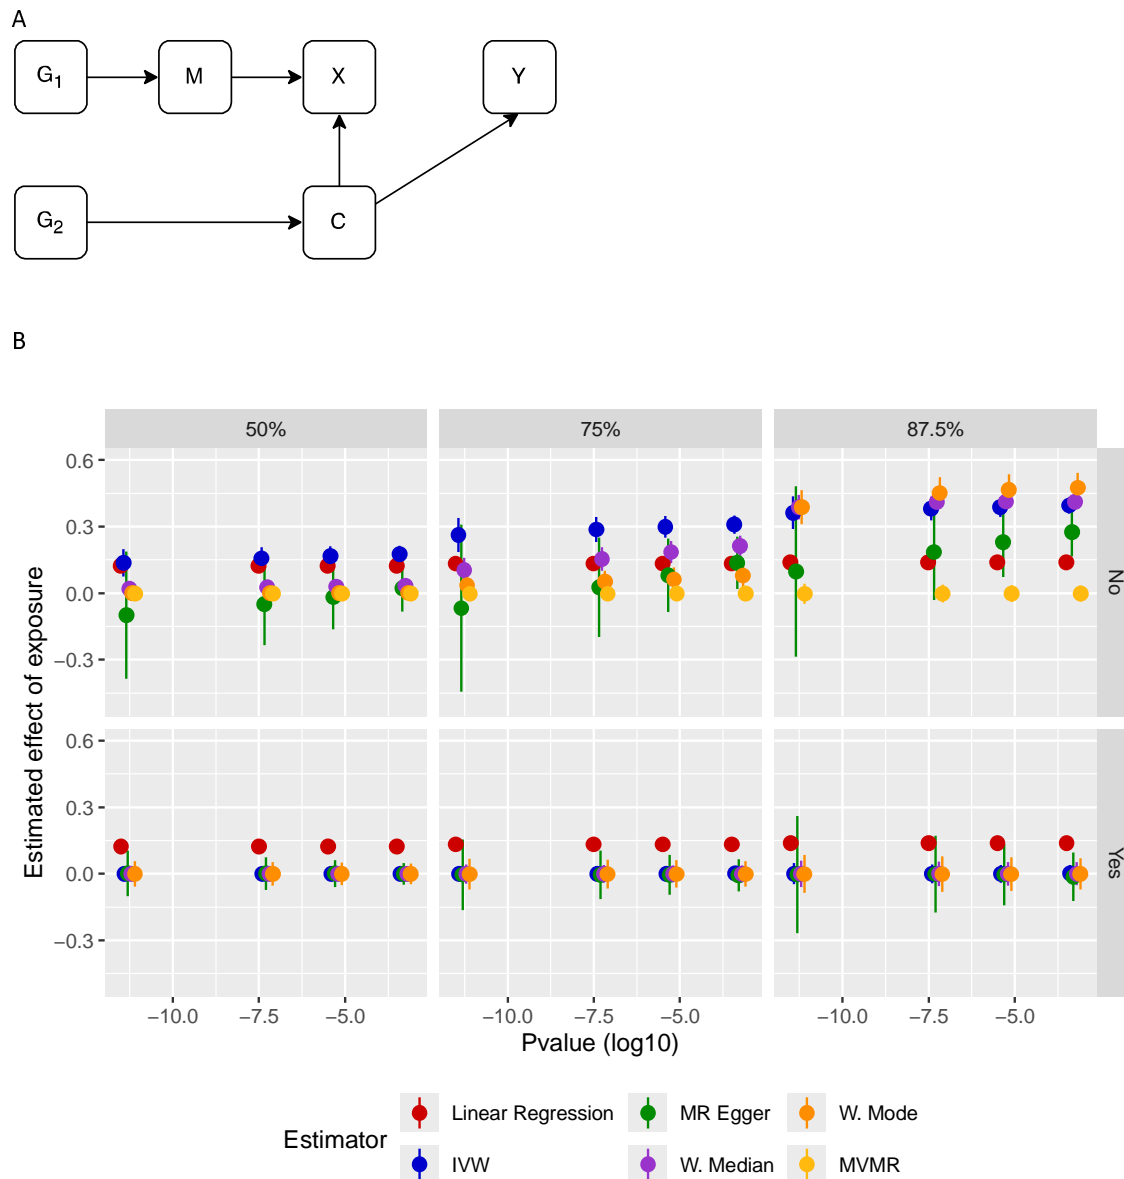 A
G1 M X Y
G2 C
B
50% 75% 87.5%
0.6
0.3
0.0
−0.3
No
0.6
0.3
0.0
−0.3
Yes
Estimated effect of exposure
−10.0 −7.5 −5.0 −10.0 −7.5 −5.0 −10.0 −7.5 −5.0
Pvalue (log10)
Estimator
Linear Regression MR Egger W. Mode
IVW W. Median MVMR